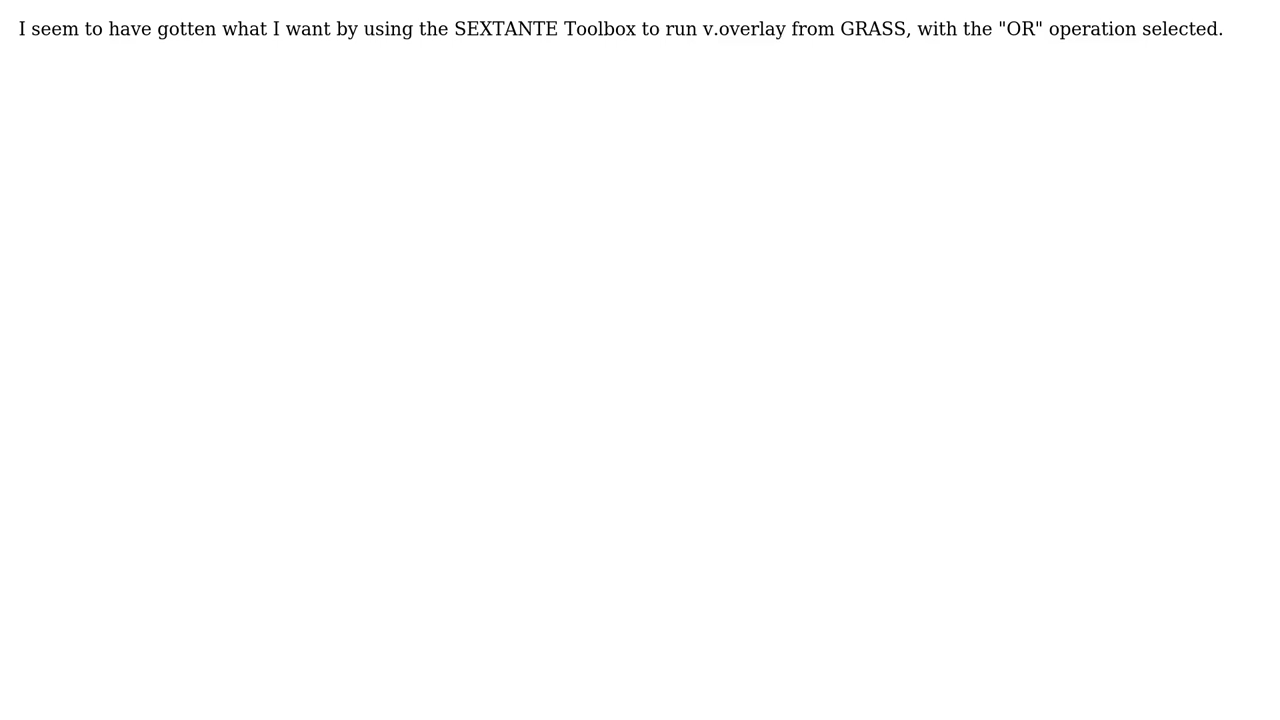 I seem to have gotten what I want by using the SEXTANTE Toolbox to run v.overlay from GRASS, with the "OR" operation selected.